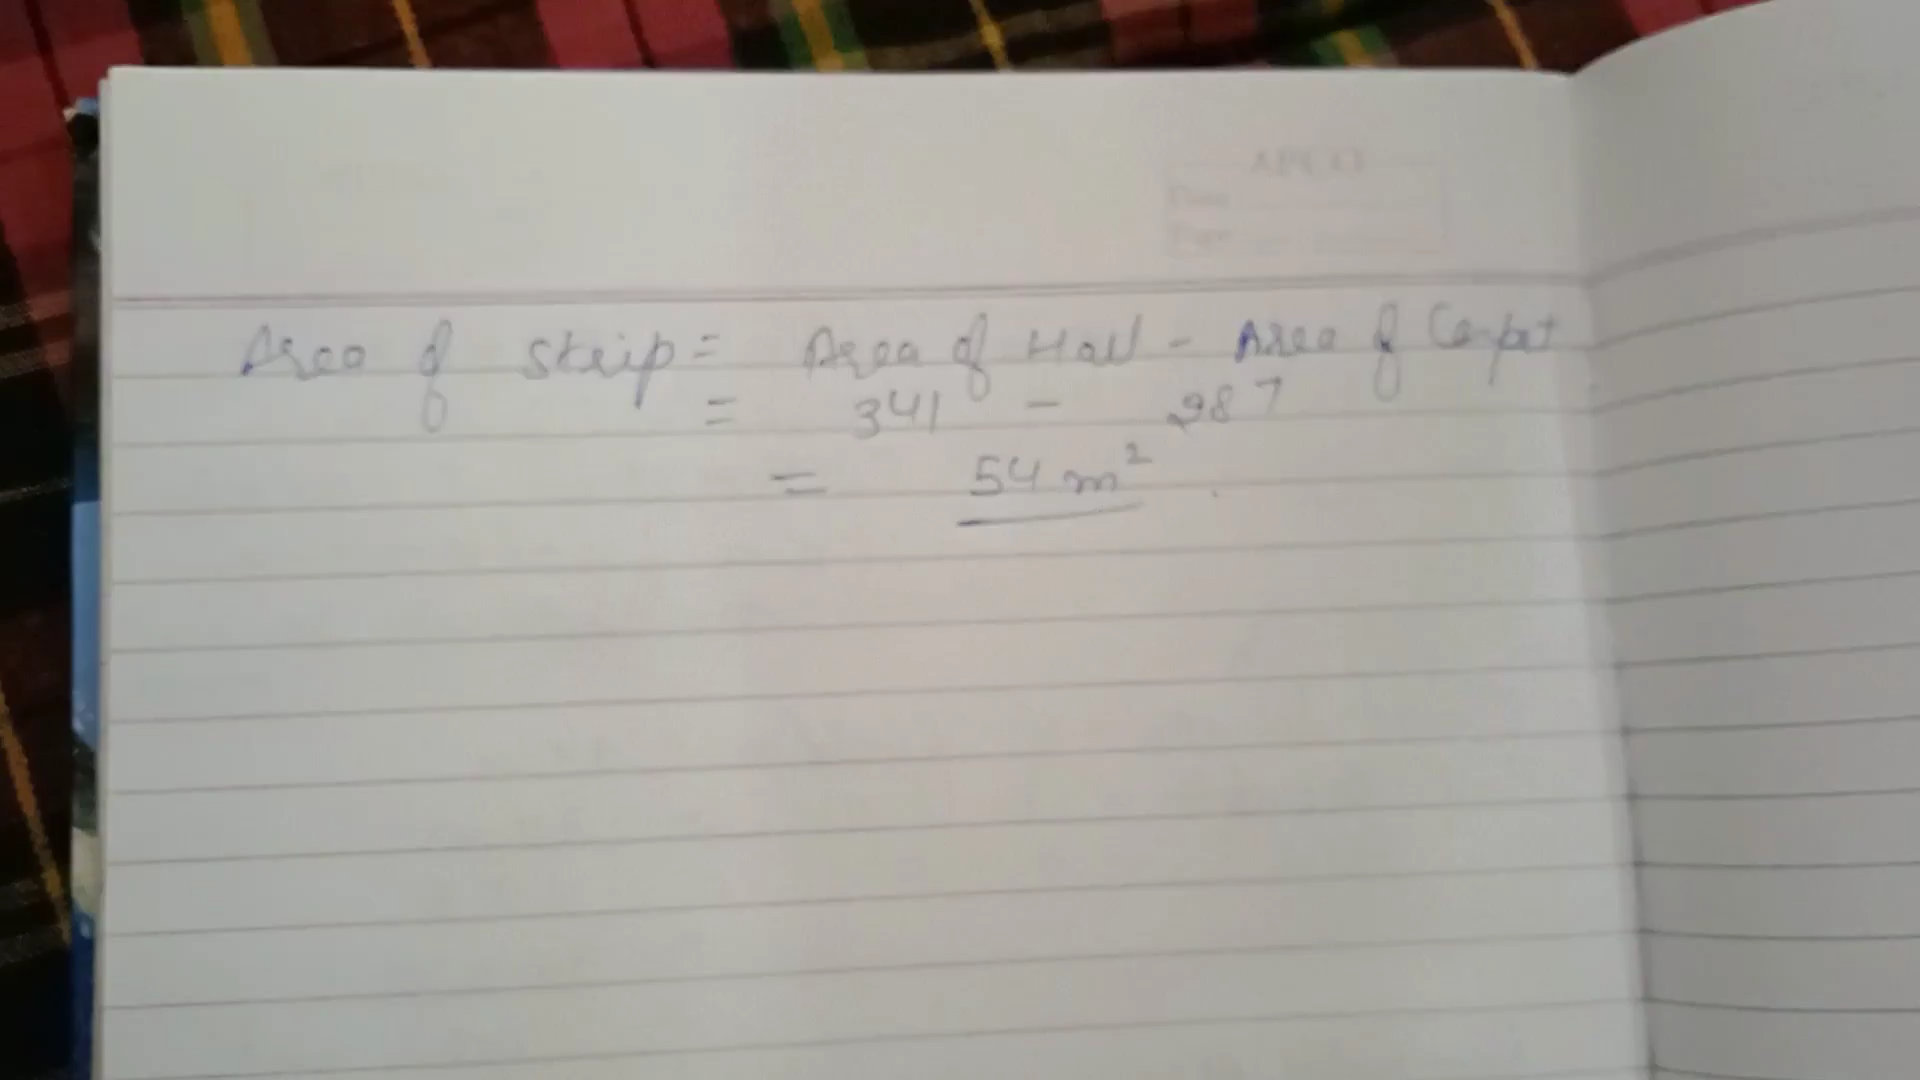 Area of Strip = Area of Hall - Area of Carpet
= 341 - 287
= 54 m²